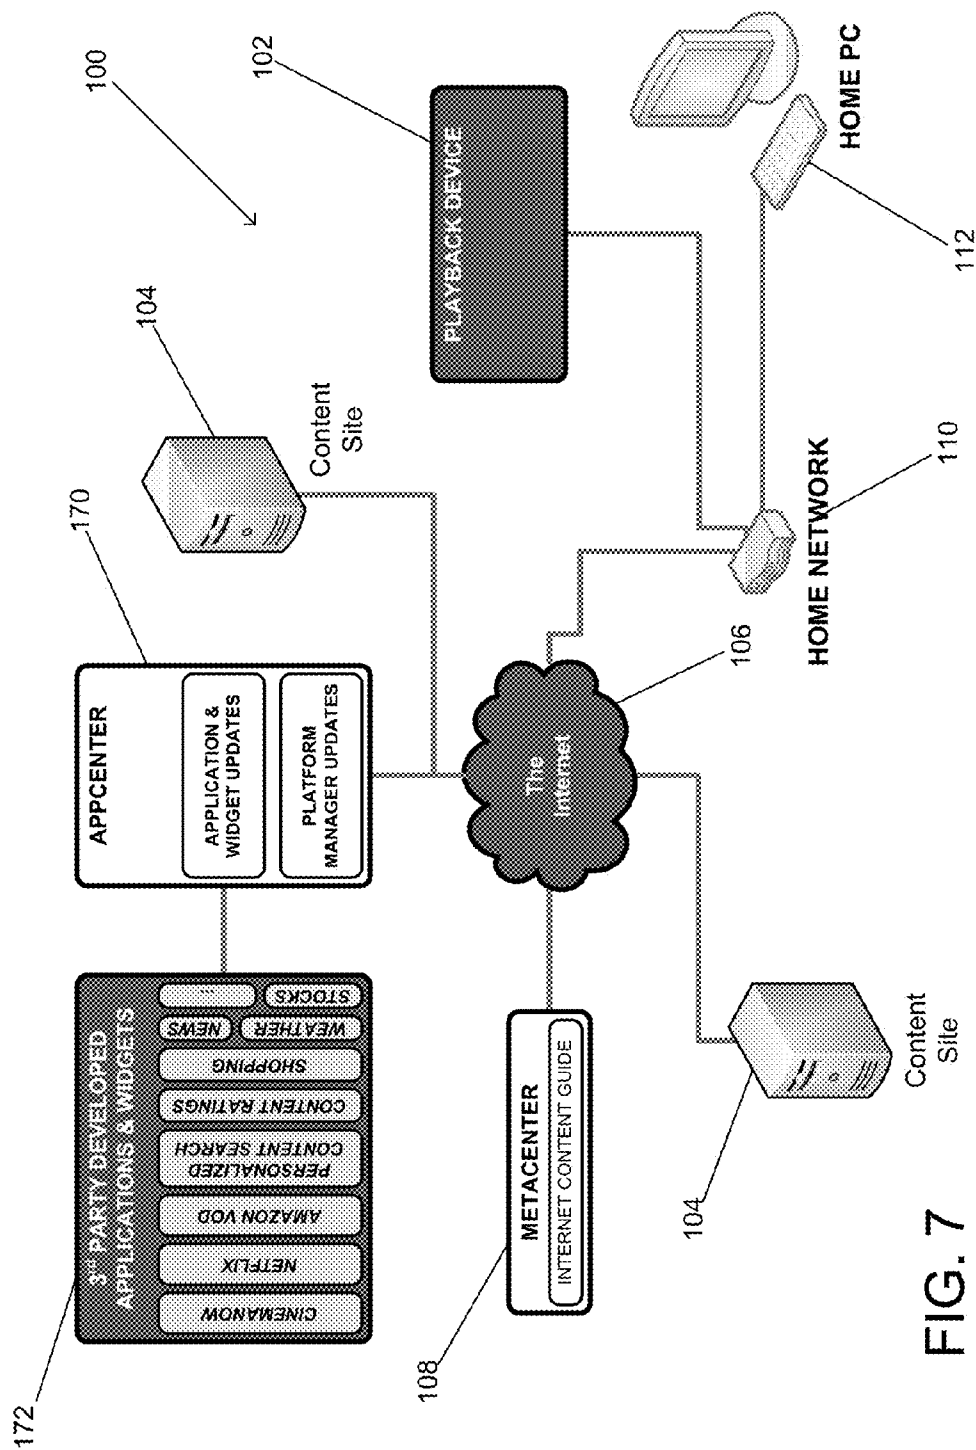 172
3RD PARTY DEVELOPED
APPLICATIONS & WIDGETS
CINEMANOW
NETFLIX
AMAZON VOD
PERSONALIZED
CONTENT SEARCH
CONTENT RATINGS
SHOPPING
NEWS
WEATHER
...
STOCKS
170
APPCENTER
APPLICATION &
WIDGET UPDATES
PLATFORM
MANAGER UPDATES
104
Content
Site
100
102
PLAYBACK DEVICE
108
METACENTER
INTERNET CONTENT GUIDE
The
Internet
106
104
Content
Site
HOME NETWORK
110
HOME PC
112
FIG. 7